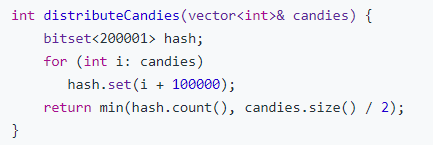 int distributeCandies(vector<int>& candies) {
    bitset<200001> hash;
    for (int i: candies)
       hash.set(i + 100000);
    return min(hash.count(), candies.size() / 2);
}